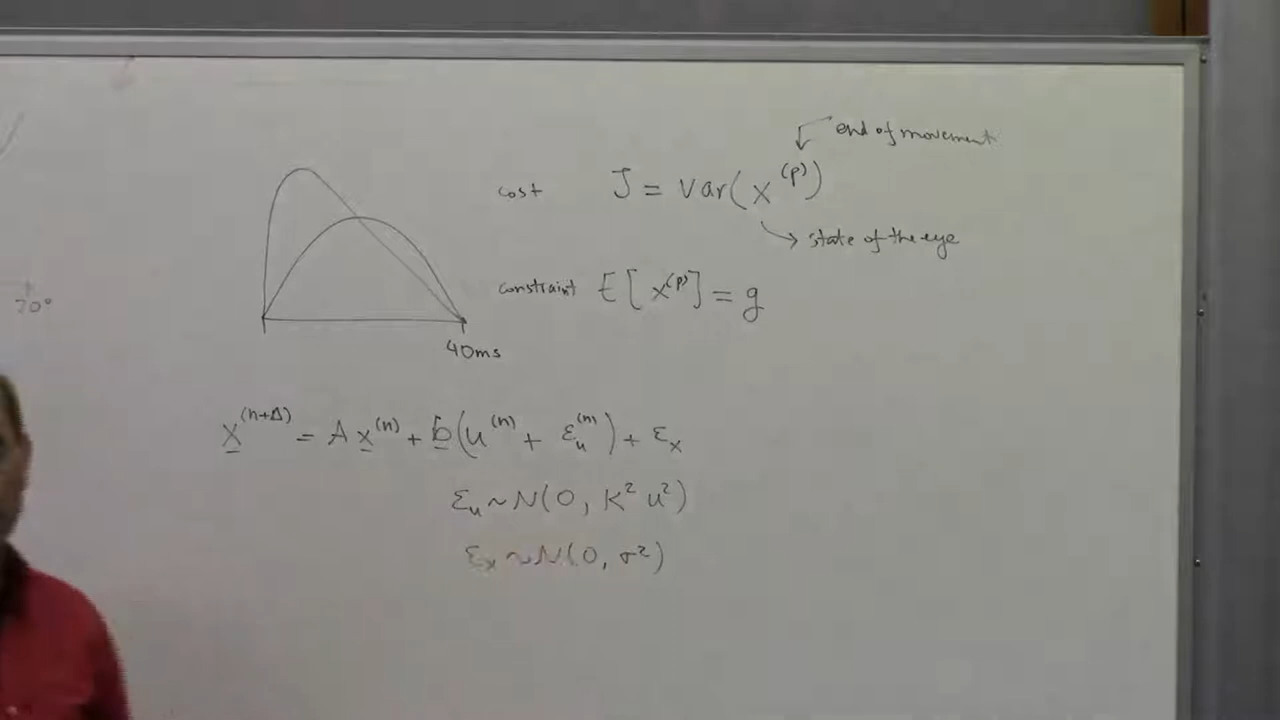 end of movement
cost J = var(x^(p))
state of the eye
70°
constraint E[x^(p)] = g
40ms
x^(n+Δ) = A x^(n) + b(u^(n) + ε_u^(n)) + ε_x
ε_u ~ N(0, k² u²)
ε_x ~ N(0, σ²)